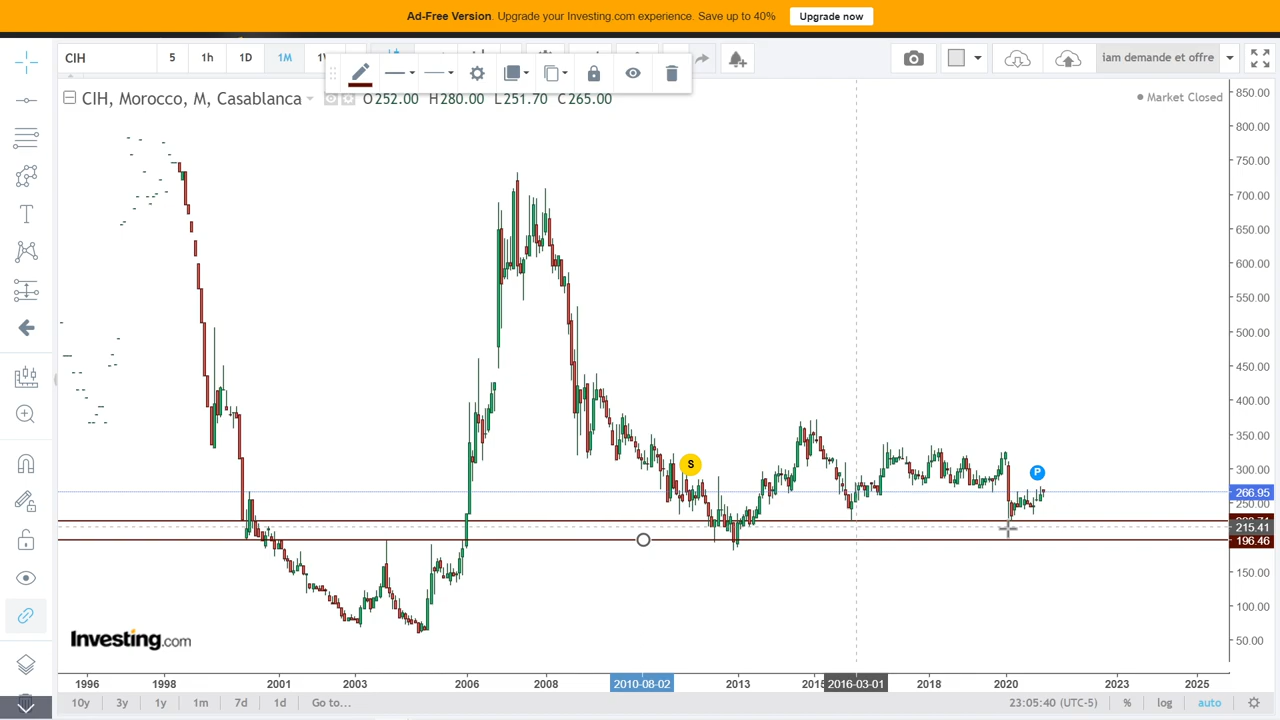 Ad-Free Version. Upgrade your Investing.com experience. Save up to 40% Upgrade now
CIH 5 1h 1D 1M iam demande et offre
CIH, Morocco, M, Casablanca O252.00 H280.00 L251.70 C265.00 Market Closed
850.00
800.00
750.00
700.00
650.00
600.00
550.00
500.00
450.00
400.00
350.00
S
300.00
P
266.95
250.00
215.41
196.46
150.00
100.00
50.00
Investing.com
1996 1998 2001 2003 2006 2008 2010-08-02 2013 2015 2016-03-01 2018 2020 2023 2025
10y 3y 1y 1m 7d 1d Go to... 23:05:40 (UTC-5) % log auto